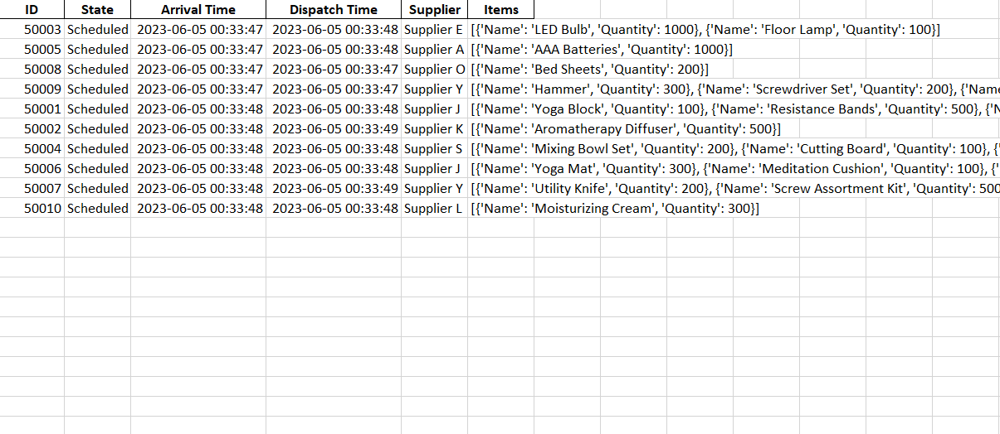 ID State Arrival Time Dispatch Time Supplier Items
50003 Scheduled 2023-06-05 00:33:47 2023-06-05 00:33:48 Supplier E [{'Name': 'LED Bulb', 'Quantity': 1000}, {'Name': 'Floor Lamp', 'Quantity': 100}]
50005 Scheduled 2023-06-05 00:33:47 2023-06-05 00:33:48 Supplier A [{'Name': 'AAA Batteries', 'Quantity': 1000}]
50008 Scheduled 2023-06-05 00:33:47 2023-06-05 00:33:47 Supplier O [{'Name': 'Bed Sheets', 'Quantity': 200}]
50009 Scheduled 2023-06-05 00:33:47 2023-06-05 00:33:47 Supplier Y [{'Name': 'Hammer', 'Quantity': 300}, {'Name': 'Screwdriver Set', 'Quantity': 200}, {'Name
50001 Scheduled 2023-06-05 00:33:48 2023-06-05 00:33:48 Supplier J [{'Name': 'Yoga Block', 'Quantity': 100}, {'Name': 'Resistance Bands', 'Quantity': 500}, {'N
50002 Scheduled 2023-06-05 00:33:48 2023-06-05 00:33:49 Supplier K [{'Name': 'Aromatherapy Diffuser', 'Quantity': 500}]
50004 Scheduled 2023-06-05 00:33:48 2023-06-05 00:33:48 Supplier S [{'Name': 'Mixing Bowl Set', 'Quantity': 200}, {'Name': 'Cutting Board', 'Quantity': 100}, {'
50006 Scheduled 2023-06-05 00:33:48 2023-06-05 00:33:48 Supplier J [{'Name': 'Yoga Mat', 'Quantity': 300}, {'Name': 'Meditation Cushion', 'Quantity': 100}, {'
50007 Scheduled 2023-06-05 00:33:48 2023-06-05 00:33:49 Supplier Y [{'Name': 'Utility Knife', 'Quantity': 200}, {'Name': 'Screw Assortment Kit', 'Quantity': 500
50010 Scheduled 2023-06-05 00:33:48 2023-06-05 00:33:48 Supplier L [{'Name': 'Moisturizing Cream', 'Quantity': 300}]